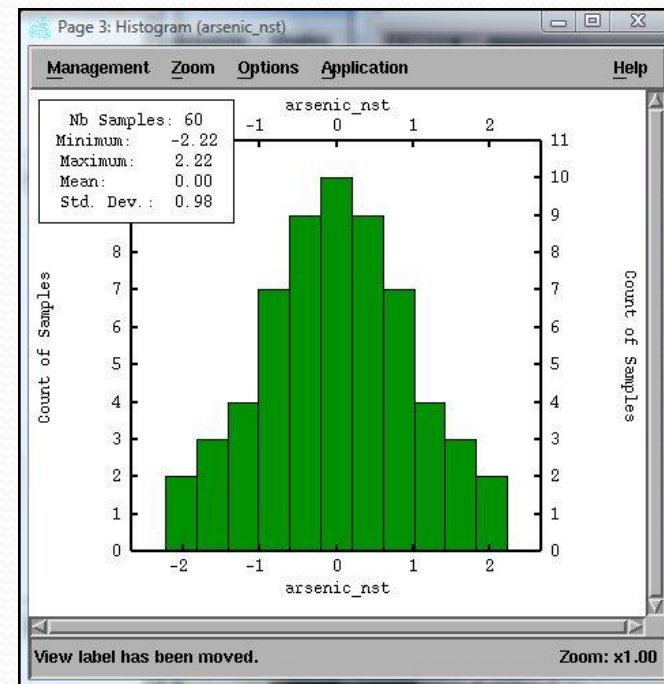 Page 3: Histogram (arsenic_nst)
Management Zoom Options Application Help
Nb Samples: 60
Minimum: -2.22
Maximum: 2.22
Mean: 0.00
Std. Dev.: 0.98
arsenic_nst
-1 0 1 2
11
10
9
8 8
7 7
6 6
5 5
4 4
3 3
2 2
1 1
0 0
Count of Samples
Count of Samples
-2 -1 0 1 2
arsenic_nst
View label has been moved. Zoom: x1.00